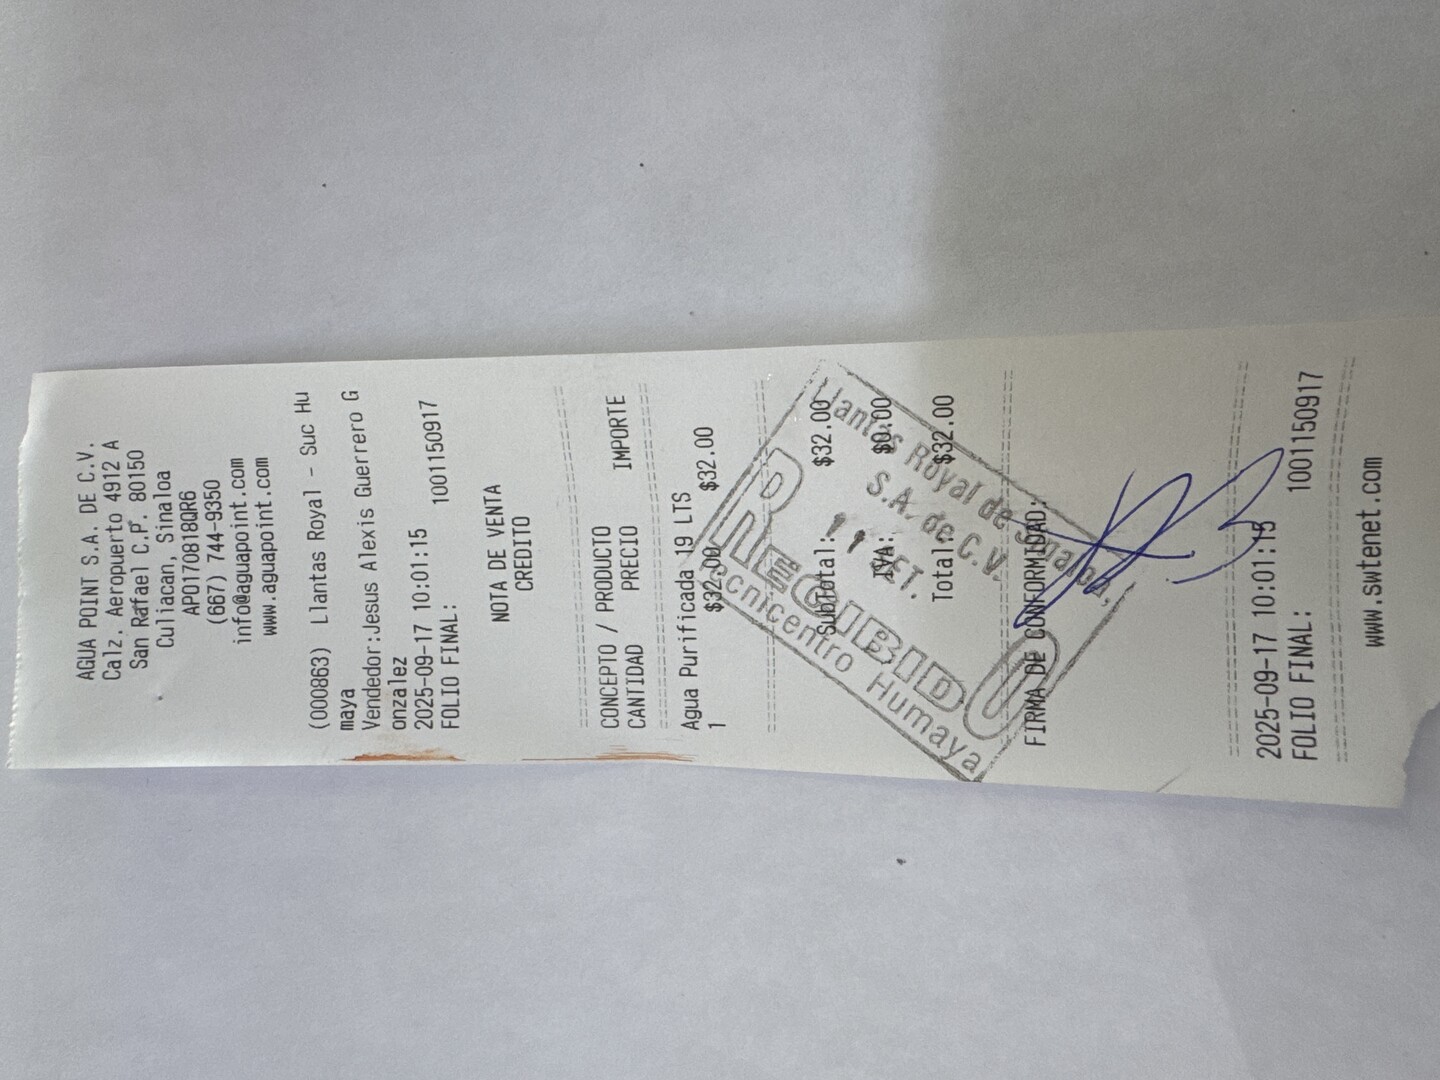 AGUA POINT S.A. DE C.V.
Calz. Aeropuerto 4912 A
San Rafael C.P. 80150
Culiacan, Sinaloa
APO170818QR6
(667) 744-9350
info@aguapoint.com
www.aguapoint.com
(000863) Llantas Royal - Suc Hu
maya
Vendedor:Jesus Alexis Guerrero G
onzalez
2025-09-17 10:01:15
FOLIO FINAL: 1001150917
NOTA DE VENTA
CREDITO
CONCEPTO / PRODUCTO
CANTIDAD PRECIO IMPORTE
Agua Purificada 19 LTS
1 $32.00 $32.00
SubTotal: $32.00
IVA: $0.00
Total: $32.00
Llantas Royal de Sinaloa,
S.A. de C.V.
SET.
RECIBIDO
Tecnicentro Humaya
FIRMA DE CONFORMIDAD:
2025-09-17 10:01:15
FOLIO FINAL: 1001150917
www.swtenet.com